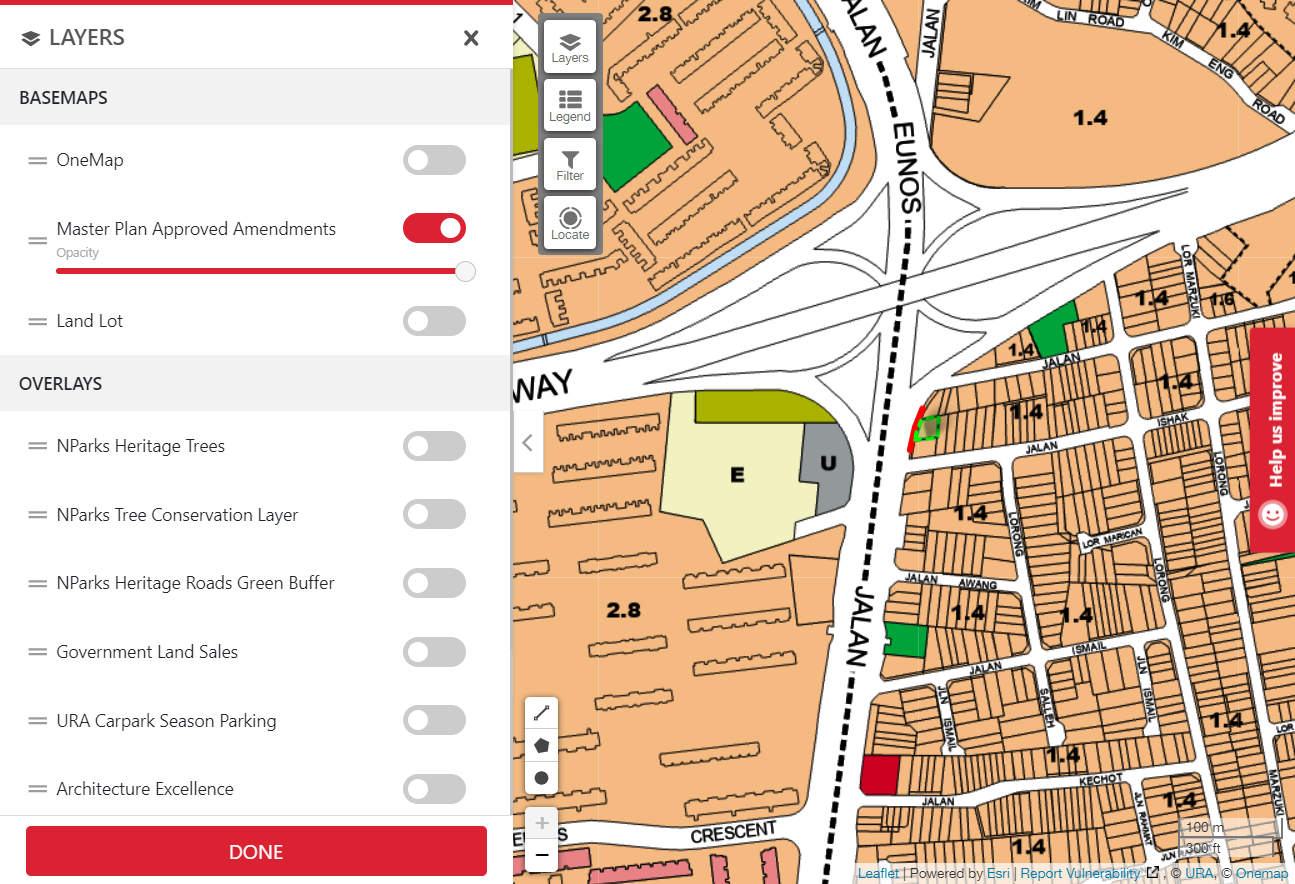 LAYERS
BASEMAPS
OneMap
Master Plan Approved Amendments
Opacity
Land Lot
OVERLAYS
NParks Heritage Trees
NParks Tree Conservation Layer
NParks Heritage Roads Green Buffer
Government Land Sales
URA Carpark Season Parking
Architecture Excellence
DONE
Layers
Legend
Filter
Locate
2.8
JALAN
LIN ROAD
KIM
ENG
ROAD
1.4
1.4
ALAN
EUNOS
LOR MARZUKI
1.4
1.6
1.4
1.4
JALAN
1.4
WAY
1.4
ISHAK
JALAN
LORONG
E
U
1.4
LORONG
LOR MARICAN
LORONG
JALAN AWANG
2.8
1.4
1.4
JALAN
ISMAIL
JALAN
JLN ISMAIL
SALLEH
JLN ISMAIL
1.4
LOR
1.4
KECHOT
JALAN
1.4
MARZUKI
JLN RAHMAT
CRESCENT
1.4
Help us improve
100 m
300 ft
Leaflet | Powered by Esri | Report Vulnerability , © URA, © Onemap